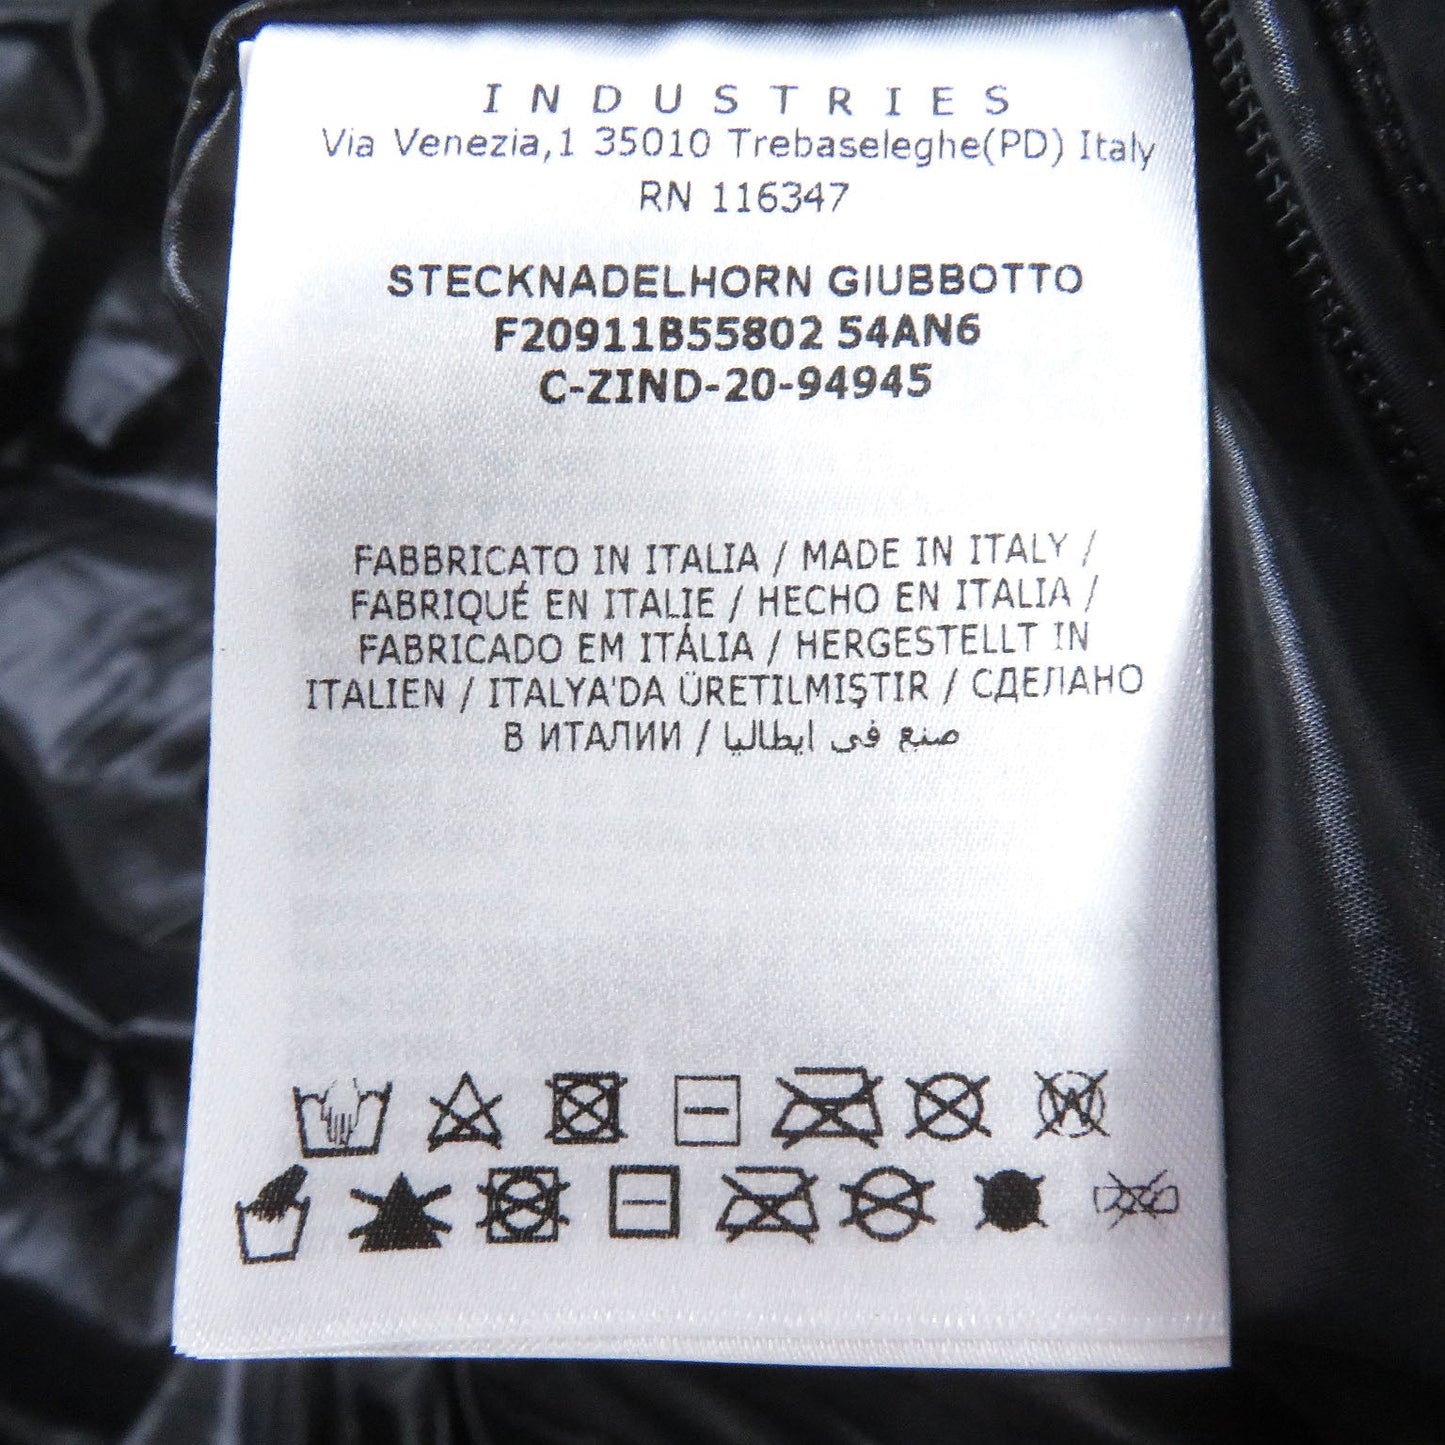 INDUSTRIES
Via Venezia,1 35010 Trebaseleghe(PD) Italy
RN 116347
STECKNADELHORN GIUBBOTTO
F20911B55802 54AN6
C-ZIND-20-94945
FABBRICATO IN ITALIA / MADE IN ITALY /
FABRIQUÉ EN ITALIE / HECHO EN ITALIA /
FABRICADO EM ITÁLIA / HERGESTELLT IN
ITALIEN / ITALYA'DA ÜRETILMIŞTIR / СДЕЛАНО
В ИТАЛИИ / صنع في ايطاليا